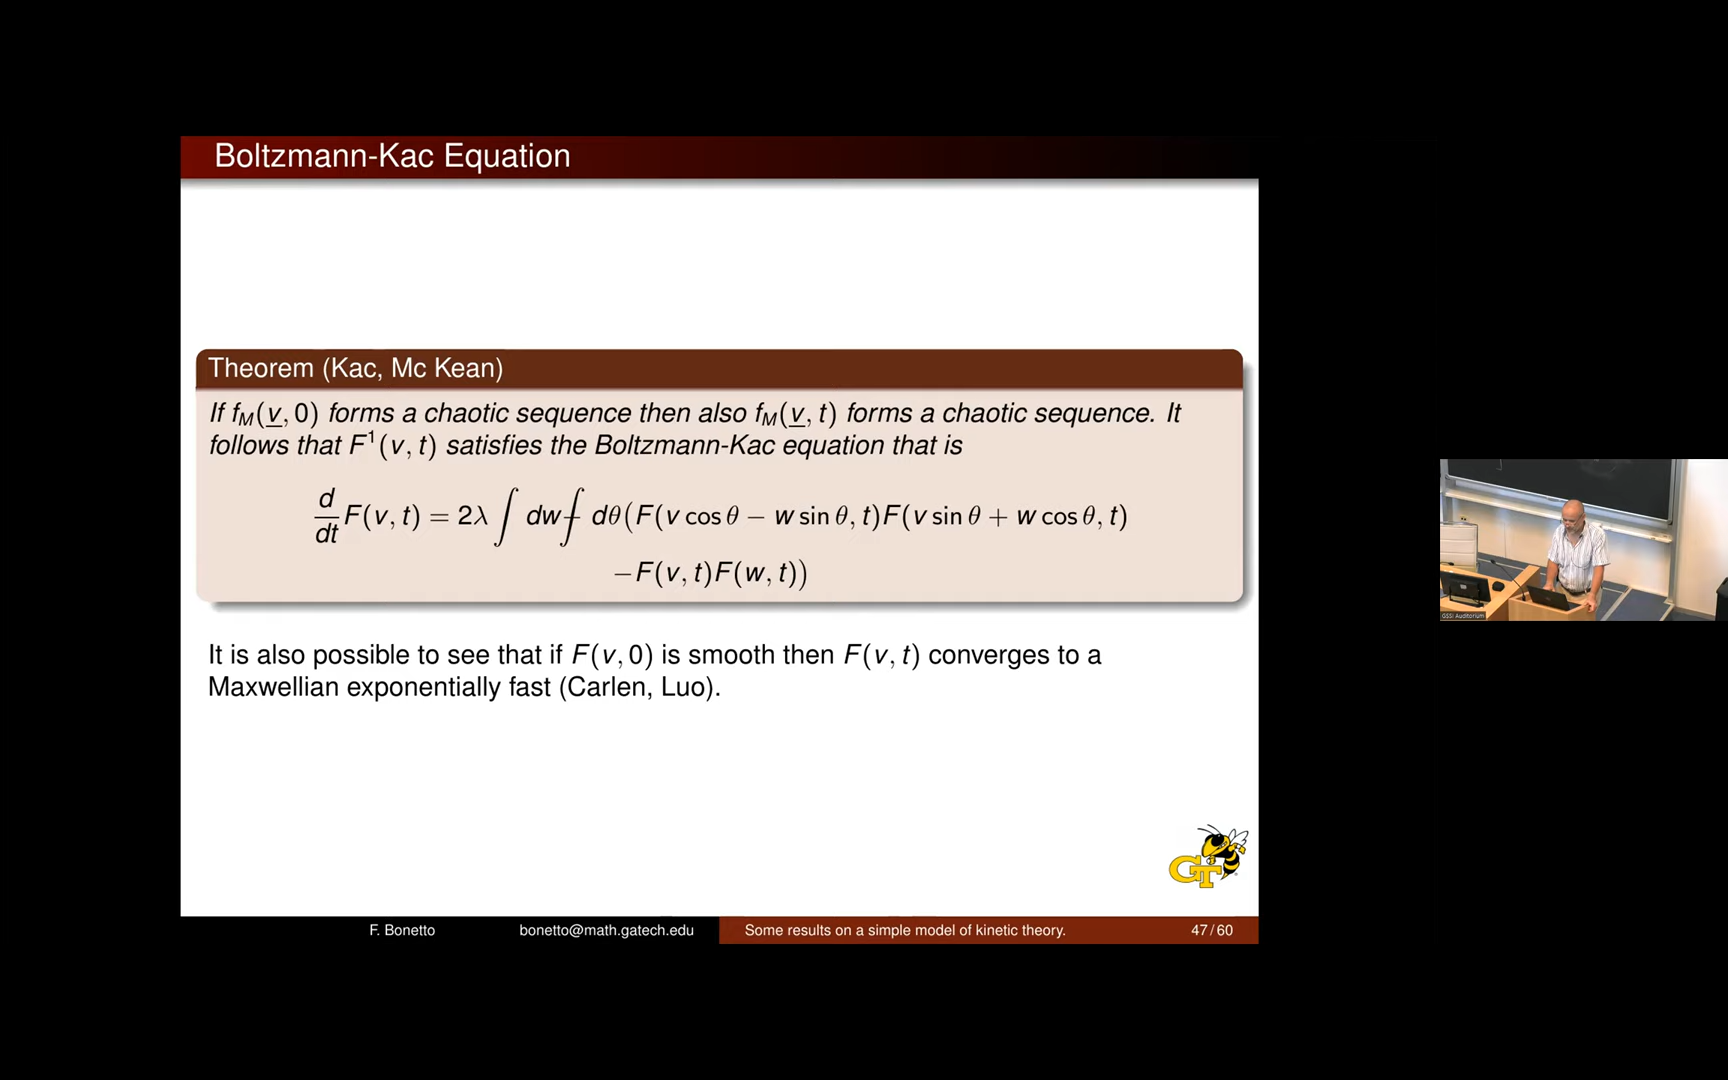 Boltzmann-Kac Equation
Theorem (Kac, Mc Kean)
If f_M(v̲, 0) forms a chaotic sequence then also f_M(v̲, t) forms a chaotic sequence. It
follows that F¹(v, t) satisfies the Boltzmann-Kac equation that is
d/dt F(v, t) = 2λ ∫ dw ⨍ dθ(F(v cos θ − w sin θ, t)F(v sin θ + w cos θ, t)
−F(v, t)F(w, t))
It is also possible to see that if F(v, 0) is smooth then F(v, t) converges to a
Maxwellian exponentially fast (Carlen, Luo).
GT
F. Bonetto bonetto@math.gatech.edu Some results on a simple model of kinetic theory. 47/60
GSSI Auditorium